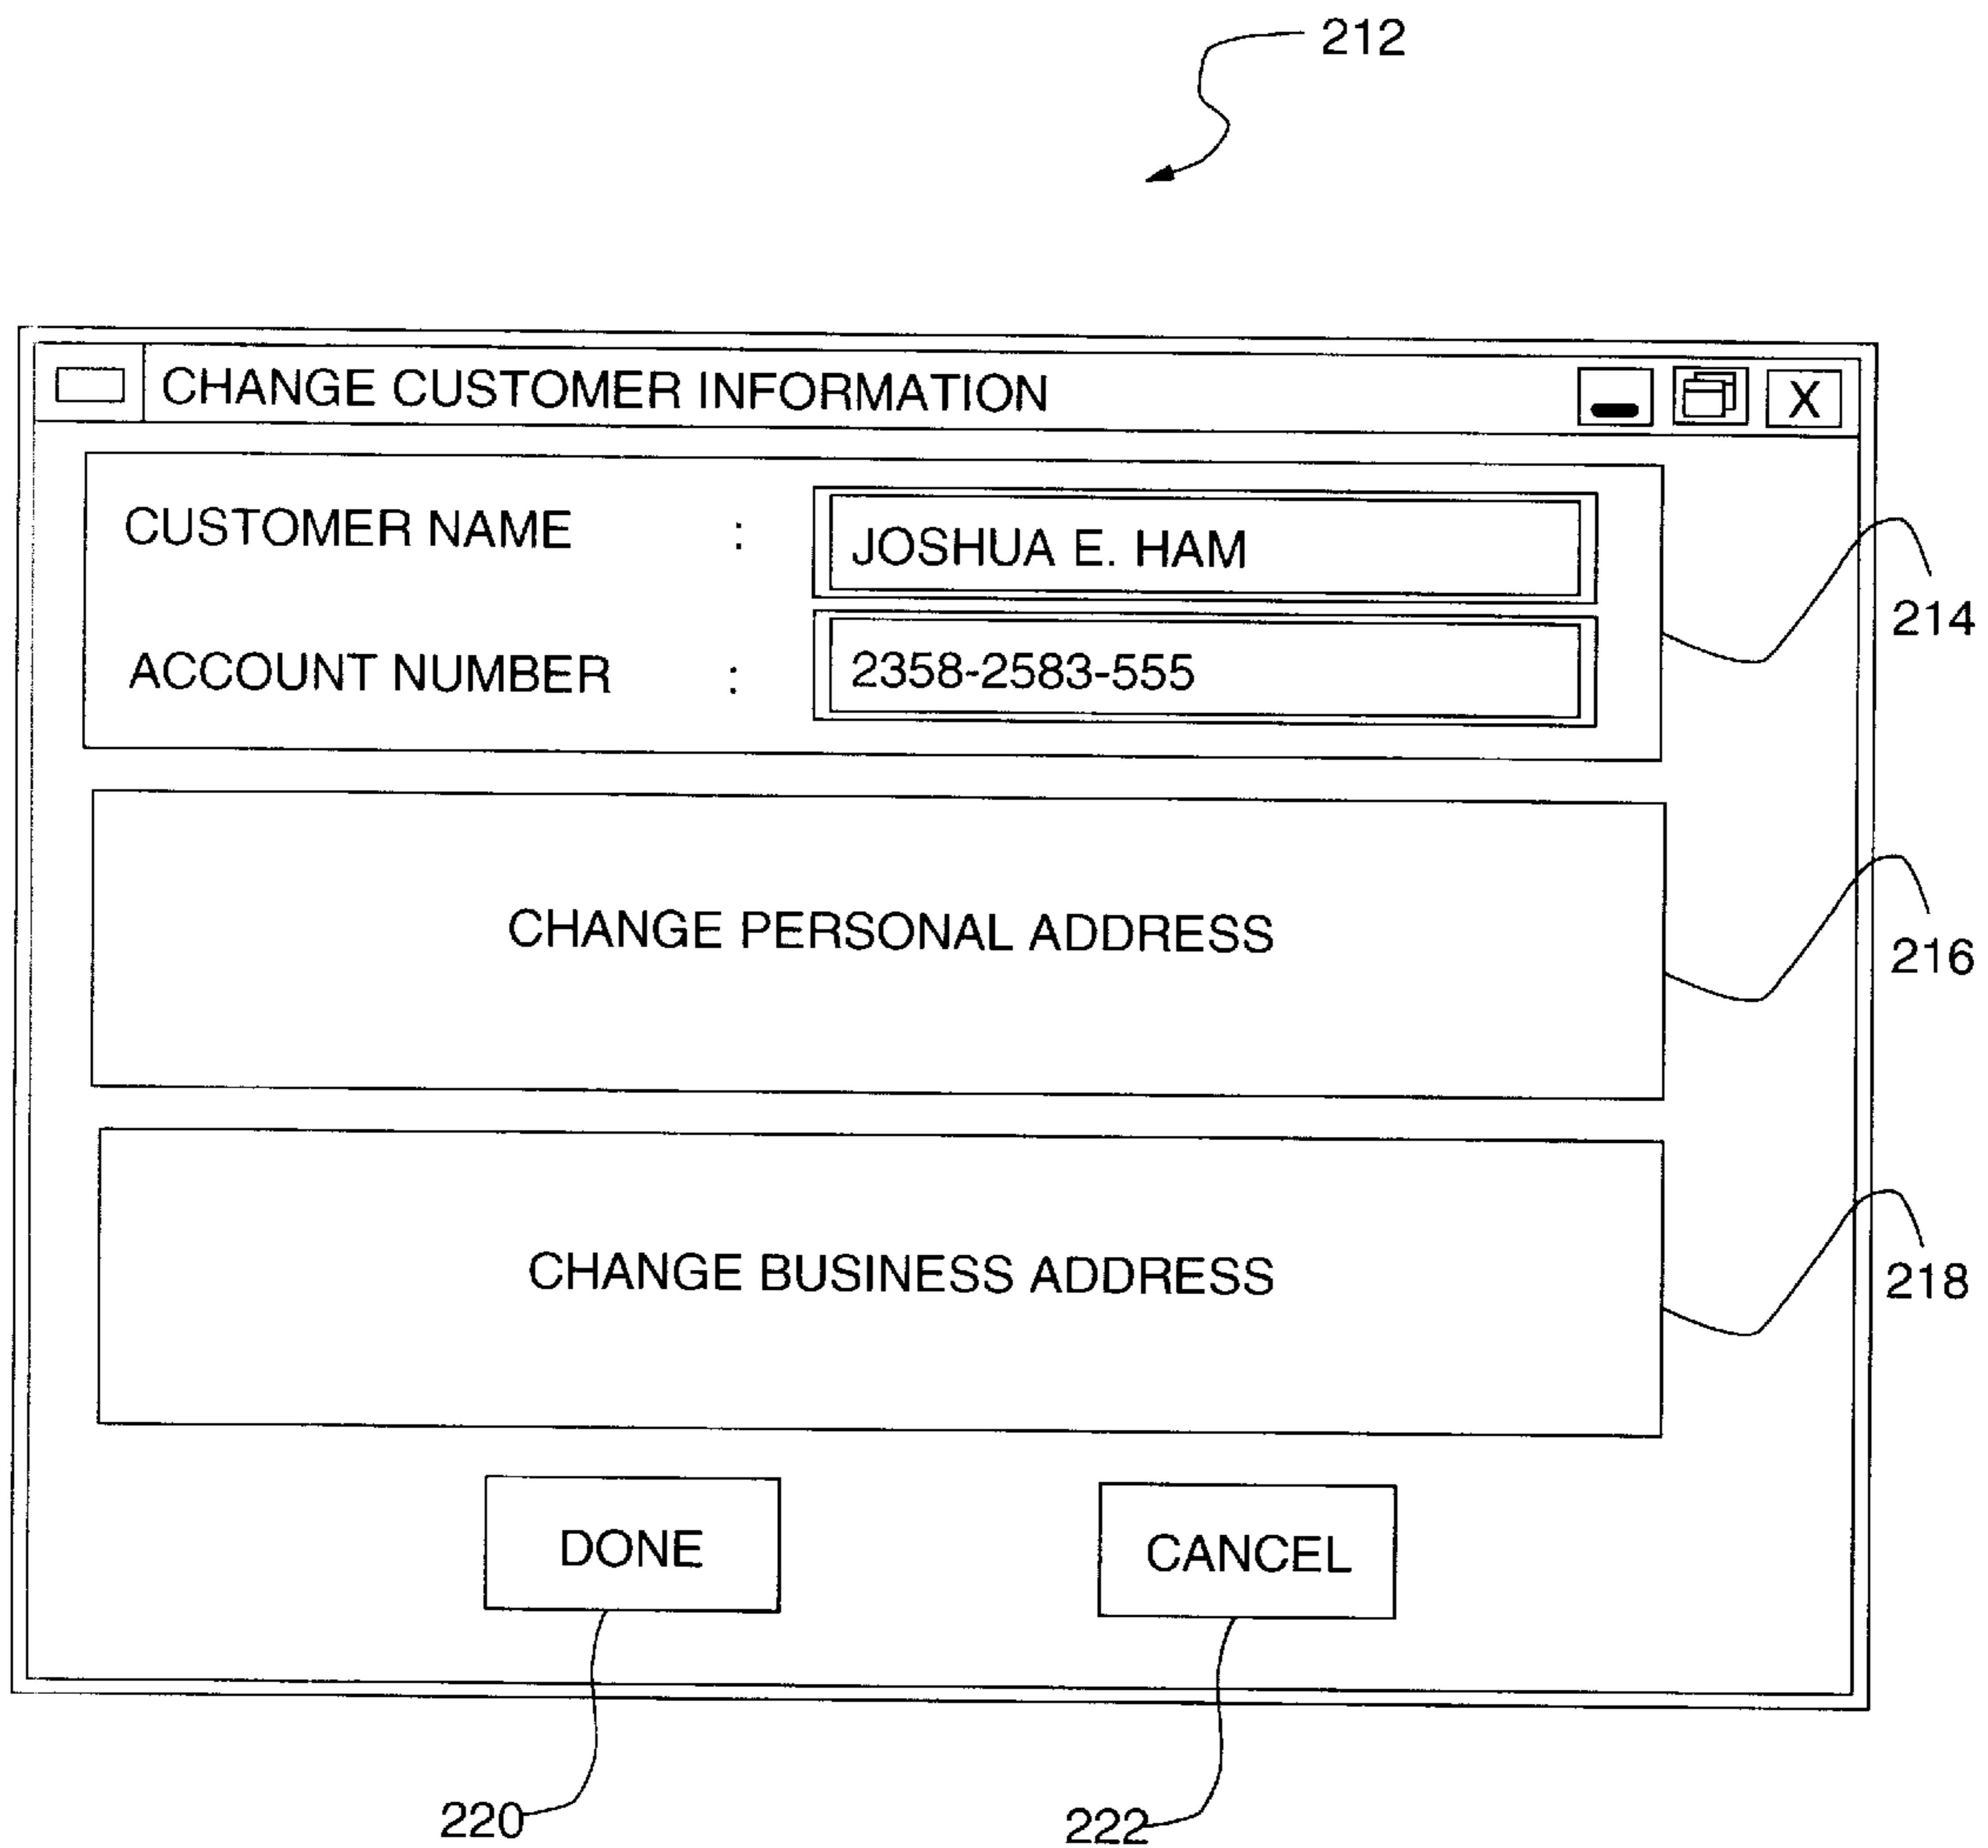 212
CHANGE CUSTOMER INFORMATION X
CUSTOMER NAME : JOSHUA E. HAM
214
ACCOUNT NUMBER : 2358-2583-555
CHANGE PERSONAL ADDRESS
216
CHANGE BUSINESS ADDRESS
218
DONE CANCEL
220 222